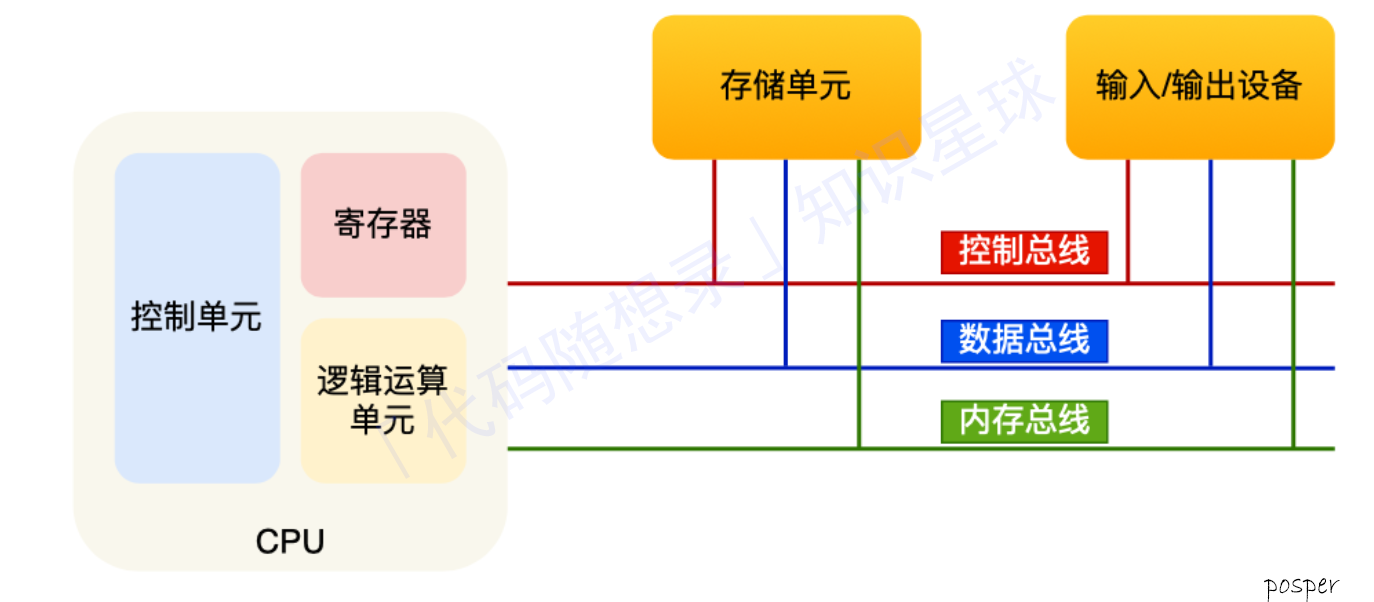 存储单元
输入/输出设备
寄存器
控制单元
逻辑运算
单元
CPU
控制总线
数据总线
内存总线
「代码随想录」知识星球
posper